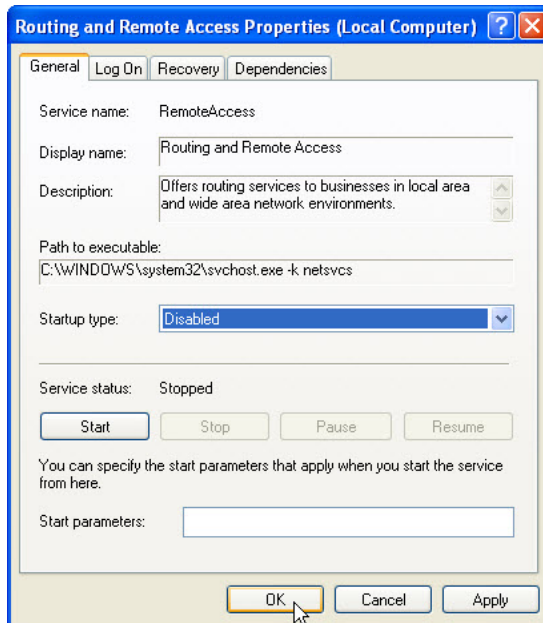 Routing and Remote Access Properties (Local Computer)
General Log On Recovery Dependencies
Service name: RemoteAccess
Display name: Routing and Remote Access
Description: Offers routing services to businesses in local area
and wide area network environments.
Path to executable:
C:\WINDOWS\system32\svchost.exe -k netsvcs
Startup type: Disabled
Service status: Stopped
Start Stop Pause Resume
You can specify the start parameters that apply when you start the service
from here.
Start parameters:
OK Cancel Apply